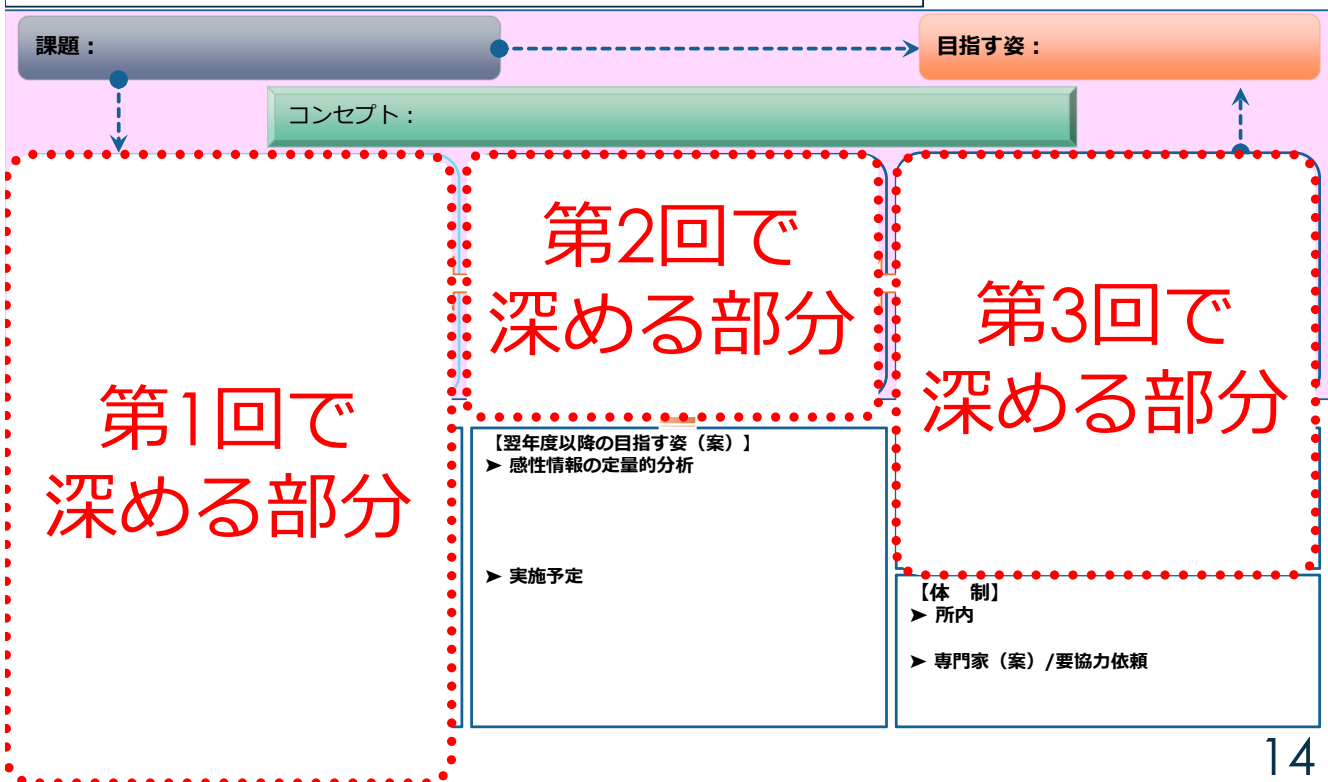 課題：
目指す姿：
コンセプト：
第1回で
深める部分
第2回で
深める部分
【翌年度以降の目指す姿（案）】
➤ 感性情報の定量的分析
➤ 実施予定
第3回で
深める部分
【体　制】
➤ 所内
➤ 専門家（案）/要協力依頼
14